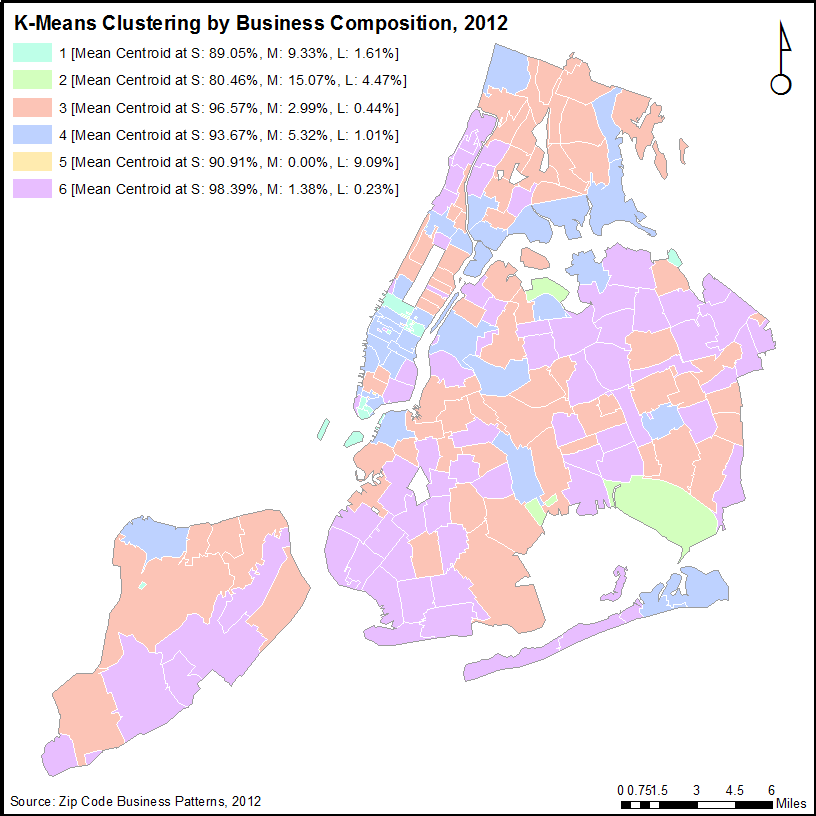 K-Means Clustering by Business Composition, 2012
1 [Mean Centroid at S: 89.05%, M: 9.33%, L: 1.61%]
2 [Mean Centroid at S: 80.46%, M: 15.07%, L: 4.47%]
3 [Mean Centroid at S: 96.57%, M: 2.99%, L: 0.44%]
4 [Mean Centroid at S: 93.67%, M: 5.32%, L: 1.01%]
5 [Mean Centroid at S: 90.91%, M: 0.00%, L: 9.09%]
6 [Mean Centroid at S: 98.39%, M: 1.38%, L: 0.23%]
0 0.75 1.5 3 4.5 6
Miles
Source: Zip Code Business Patterns, 2012